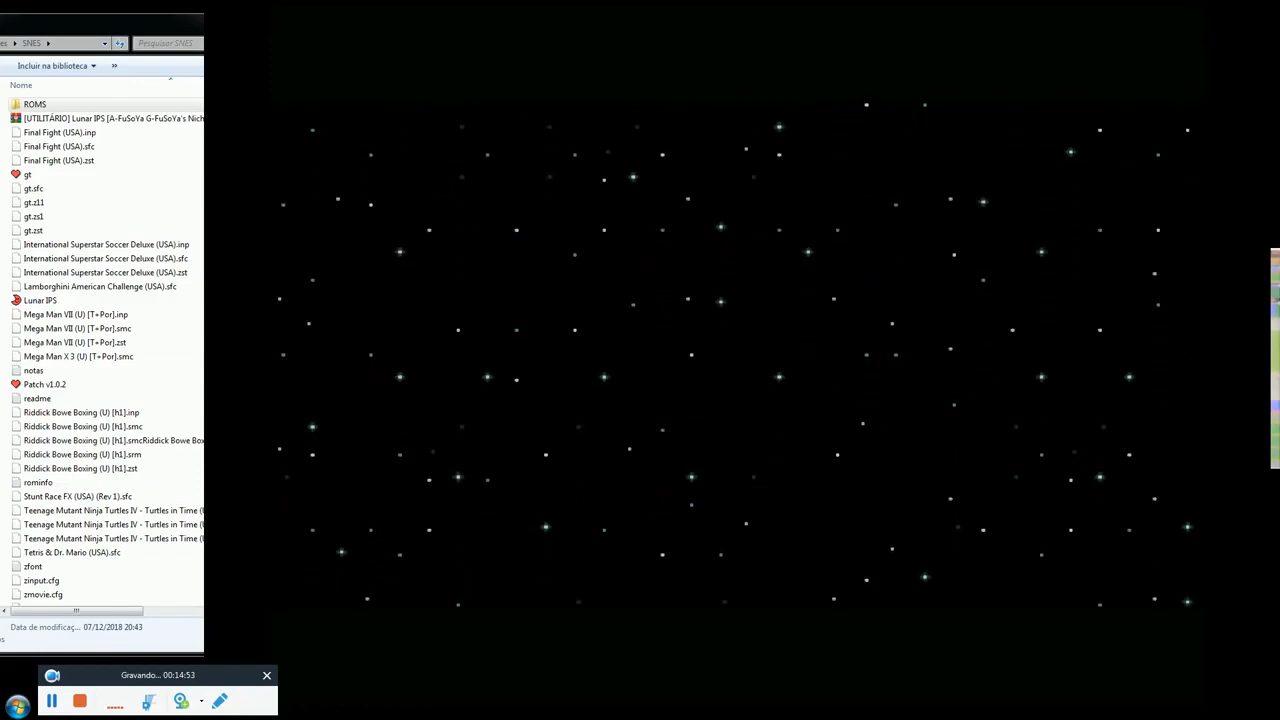 es ▸ SNES ▸
Pesquisar SNES
Incluir na biblioteca
»
Nome
ROMS
[UTILITÁRIO] Lunar IPS [A-FuSoYa G-FuSoYa's Nich
Final Fight (USA).inp
Final Fight (USA).sfc
Final Fight (USA).zst
gt
gt.sfc
gt.z11
gt.zs1
gt.zst
International Superstar Soccer Deluxe (USA).inp
International Superstar Soccer Deluxe (USA).sfc
International Superstar Soccer Deluxe (USA).zst
Lamborghini American Challenge (USA).sfc
Lunar IPS
Mega Man VII (U) [T+Por].inp
Mega Man VII (U) [T+Por].smc
Mega Man VII (U) [T+Por].zst
Mega Man X 3 (U) [T+Por].smc
notas
Patch v1.0.2
readme
Riddick Bowe Boxing (U) [h1].inp
Riddick Bowe Boxing (U) [h1].smc
Riddick Bowe Boxing (U) [h1].smcRiddick Bowe Box
Riddick Bowe Boxing (U) [h1].srm
Riddick Bowe Boxing (U) [h1].zst
rominfo
Stunt Race FX (USA) (Rev 1).sfc
Teenage Mutant Ninja Turtles IV - Turtles in Time (U
Teenage Mutant Ninja Turtles IV - Turtles in Time (U
Teenage Mutant Ninja Turtles IV - Turtles in Time (U
Tetris & Dr. Mario (USA).sfc
zfont
zinput.cfg
zmovie.cfg
Data de modificaç... 07/12/2018 20:43
os
Gravando... 00:14:53